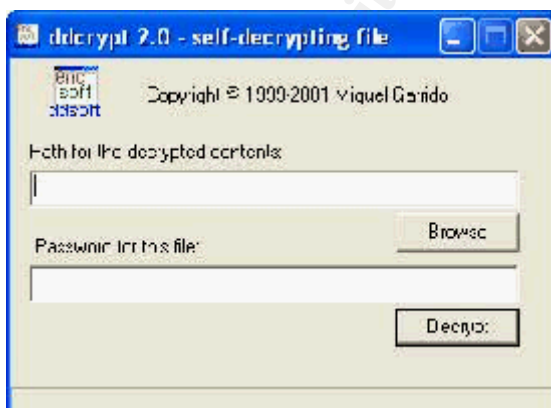 ddcrypt 2.0 - self-decrypting file
soft
ddsoft
Copyright © 1999-2001 Miguel Garrido
Path for the decrypted contents:
Browse
Password for this file:
Decrypt